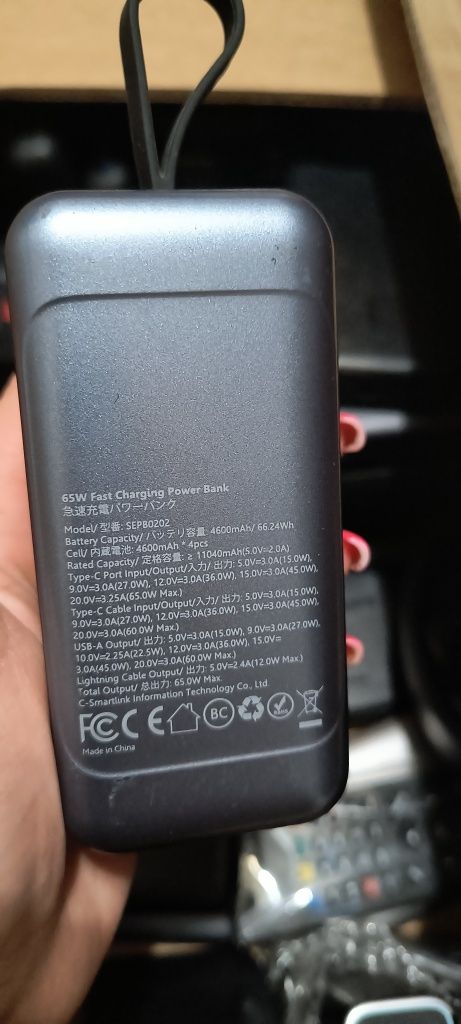 65W Fast Charging Power Bank
急速充電パワーバンク
Model/ 型番: SEPB0202
Battery Capacity/ バッテリ容量: 4600mAh/ 66.24Wh
Cell/ 内蔵電池: 4600mAh * 4pcs
Rated Capacity/ 定格容量: ≥ 11040mAh(5.0V⎓2.0A)
Type-C Port Input/Output/入力/ 出力: 5.0V⎓3.0A(15.0W),
9.0V⎓3.0A(27.0W), 12.0V⎓3.0A(36.0W), 15.0V⎓3.0A(45.0W),
20.0V⎓3.25A(65.0W Max.)
Type-C Cable Input/Output/入力/ 出力: 5.0V⎓3.0A(15.0W),
9.0V⎓3.0A(27.0W), 12.0V⎓3.0A(36.0W), 15.0V⎓3.0A(45.0W),
20.0V⎓3.0A(60.0W Max.)
USB-A Output/ 出力: 5.0V⎓3.0A(15.0W), 9.0V⎓3.0A(27.0W),
10.0V⎓2.25A(22.5W), 12.0V⎓3.0A(36.0W), 15.0V⎓
3.0A(45.0W), 20.0V⎓3.0A(60.0W Max.)
Lightning Cable Output/ 出力: 5.0V⎓2.4A(12.0W Max.)
Total Output/ 总出力: 65.0W Max.
C-Smartlink Information Technology Co., Ltd.
FCC CE BC
Made in China